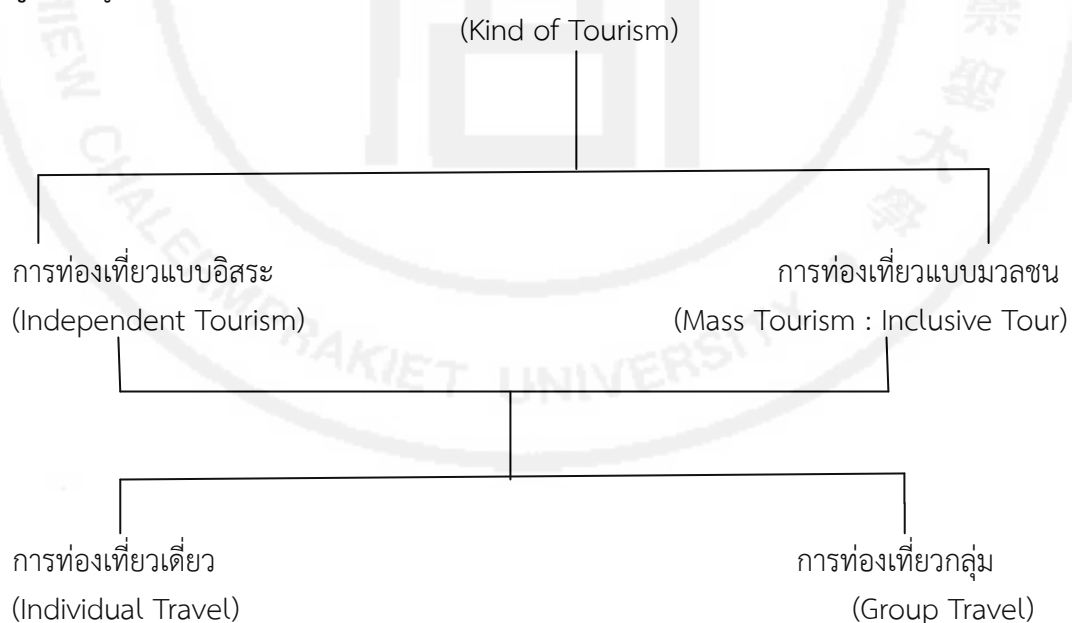 (Kind of Tourism)
การท่องเที่ยวแบบอิสระ
(Independent Tourism)
การท่องเที่ยวแบบมวลชน
(Mass Tourism : Inclusive Tour)
การท่องเที่ยวเดี่ยว
(Individual Travel)
การท่องเที่ยวกลุ่ม
(Group Travel)
CHALERMPRAKIET UNIVERSITY